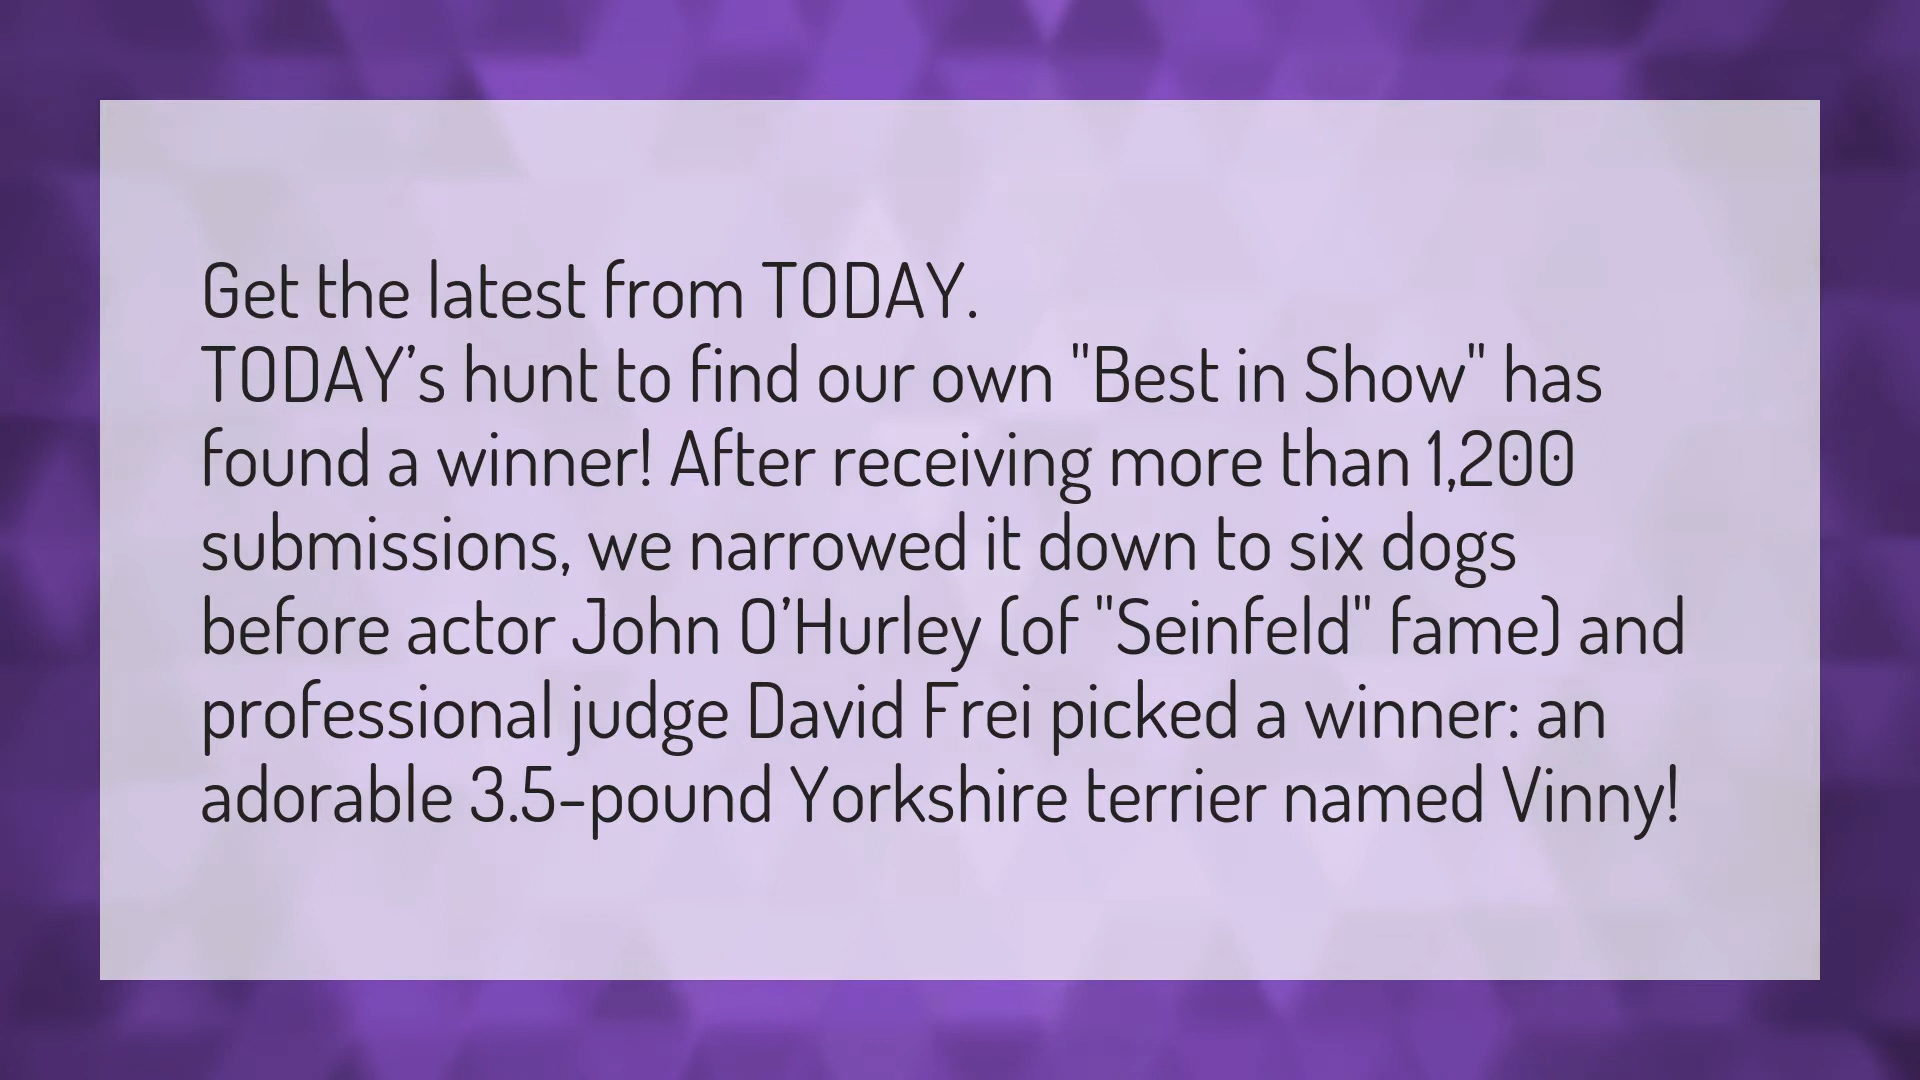 Get the latest from TODAY.
TODAY’s hunt to find our own "Best in Show" has
found a winner! After receiving more than 1,200
submissions, we narrowed it down to six dogs
before actor John O’Hurley (of "Seinfeld" fame) and
professional judge David Frei picked a winner: an
adorable 3.5-pound Yorkshire terrier named Vinny!